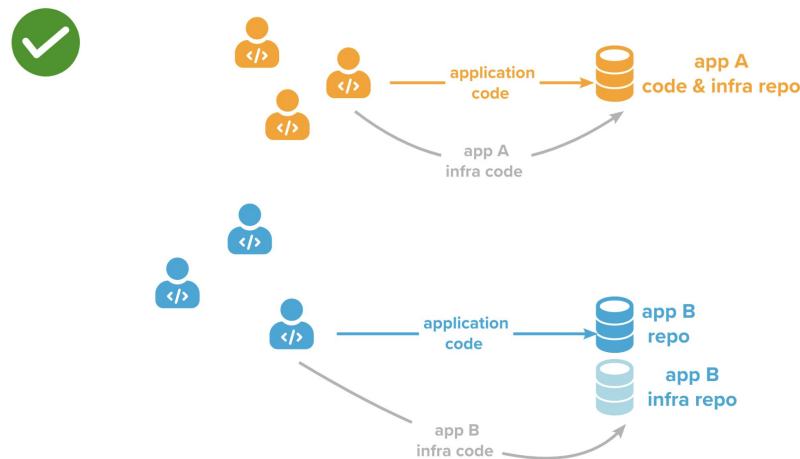 </>
</>
</>
application
code
app A
code & infra repo
app A
infra code
</>
</>
</>
application
code
app B
repo
app B
infra repo
app B
infra code